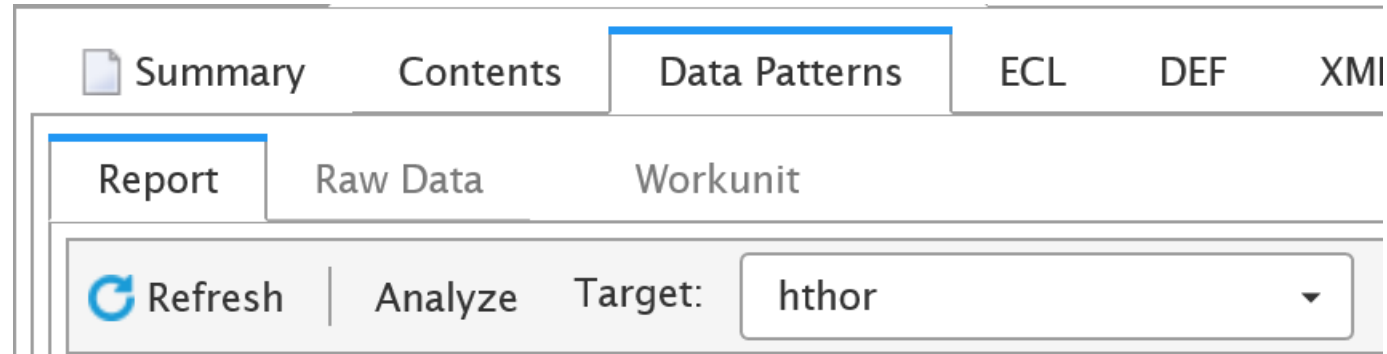 Summary Contents Data Patterns ECL DEF
Report Raw Data Workunit
Refresh Analyze Target: hthor